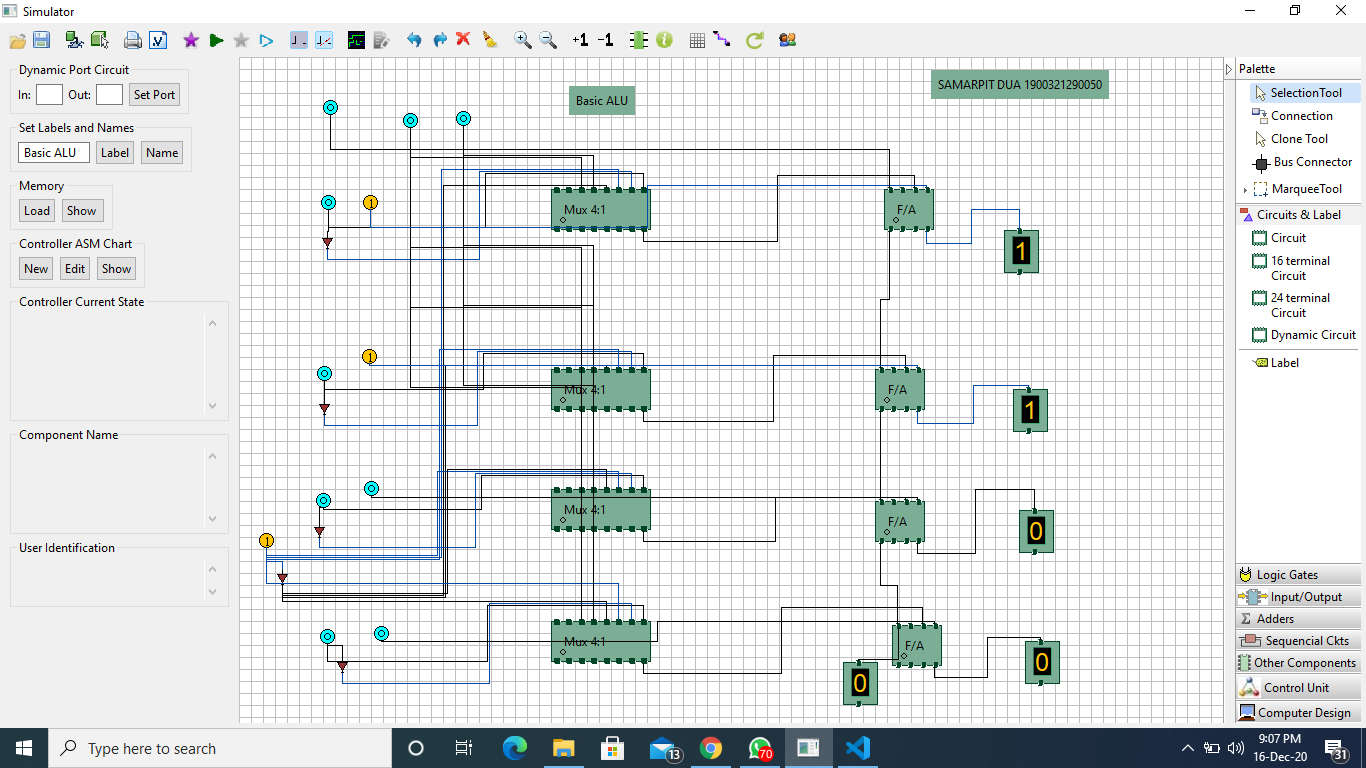 Simulator
+1 -1
Dynamic Port Circuit
In: Out: Set Port
Set Labels and Names
Basic ALU Label Name
Memory
Load Show
Controller ASM Chart
New Edit Show
Controller Current State
Component Name
User Identification
Basic ALU
SAMARPIT DUA 1900321290050
1
Mux 4:1
F/A
1
1
Mux 4:1
F/A
1
Mux 4:1
F/A
0
1
Mux 4:1
F/A
0
0
Palette
SelectionTool
Connection
Clone Tool
Bus Connector
MarqueeTool
Circuits & Label
Circuit
16 terminal
Circuit
24 terminal
Circuit
Dynamic Circuit
Label
Logic Gates
Input/Output
Σ Adders
Sequencial Ckts
Other Components
Control Unit
Computer Design
Type here to search
13
70
9:07 PM
16-Dec-20
31